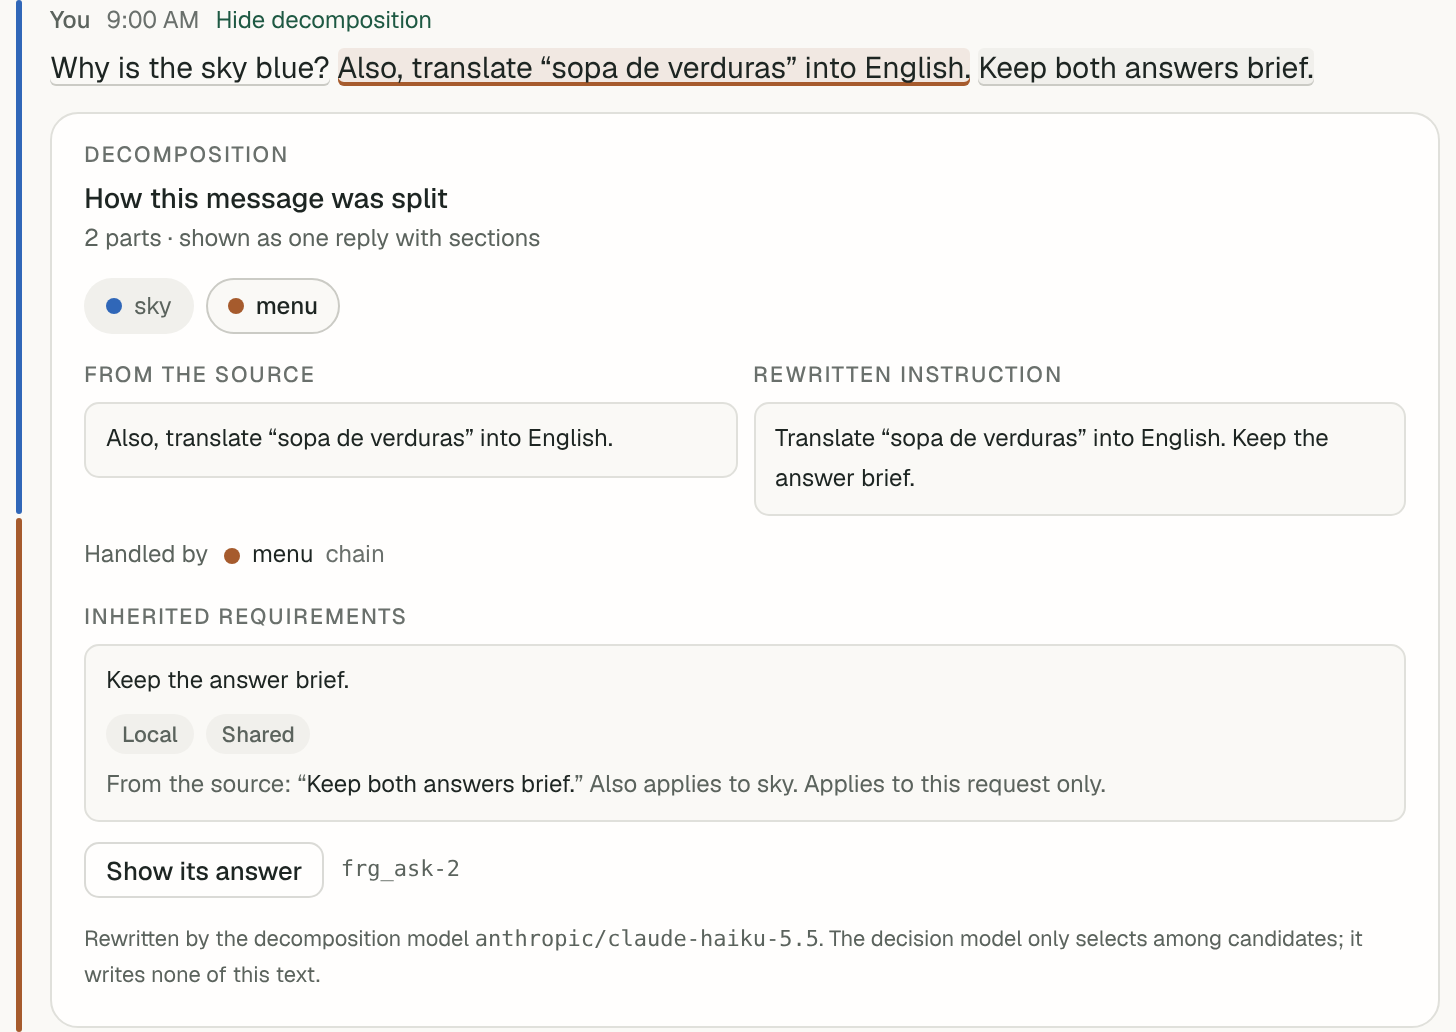 You 9:00 AM Hide decomposition
Why is the sky blue? Also, translate “sopa de verduras” into English. Keep both answers brief.
DECOMPOSITION
How this message was split
2 parts · shown as one reply with sections
sky menu
FROM THE SOURCE
Also, translate “sopa de verduras” into English.
REWRITTEN INSTRUCTION
Translate “sopa de verduras” into English. Keep the
answer brief.
Handled by menu chain
INHERITED REQUIREMENTS
Keep the answer brief.
Local Shared
From the source: “Keep both answers brief.” Also applies to sky. Applies to this request only.
Show its answer frg_ask-2
Rewritten by the decomposition model anthropic/claude-haiku-5.5. The decision model only selects among candidates; it
writes none of this text.